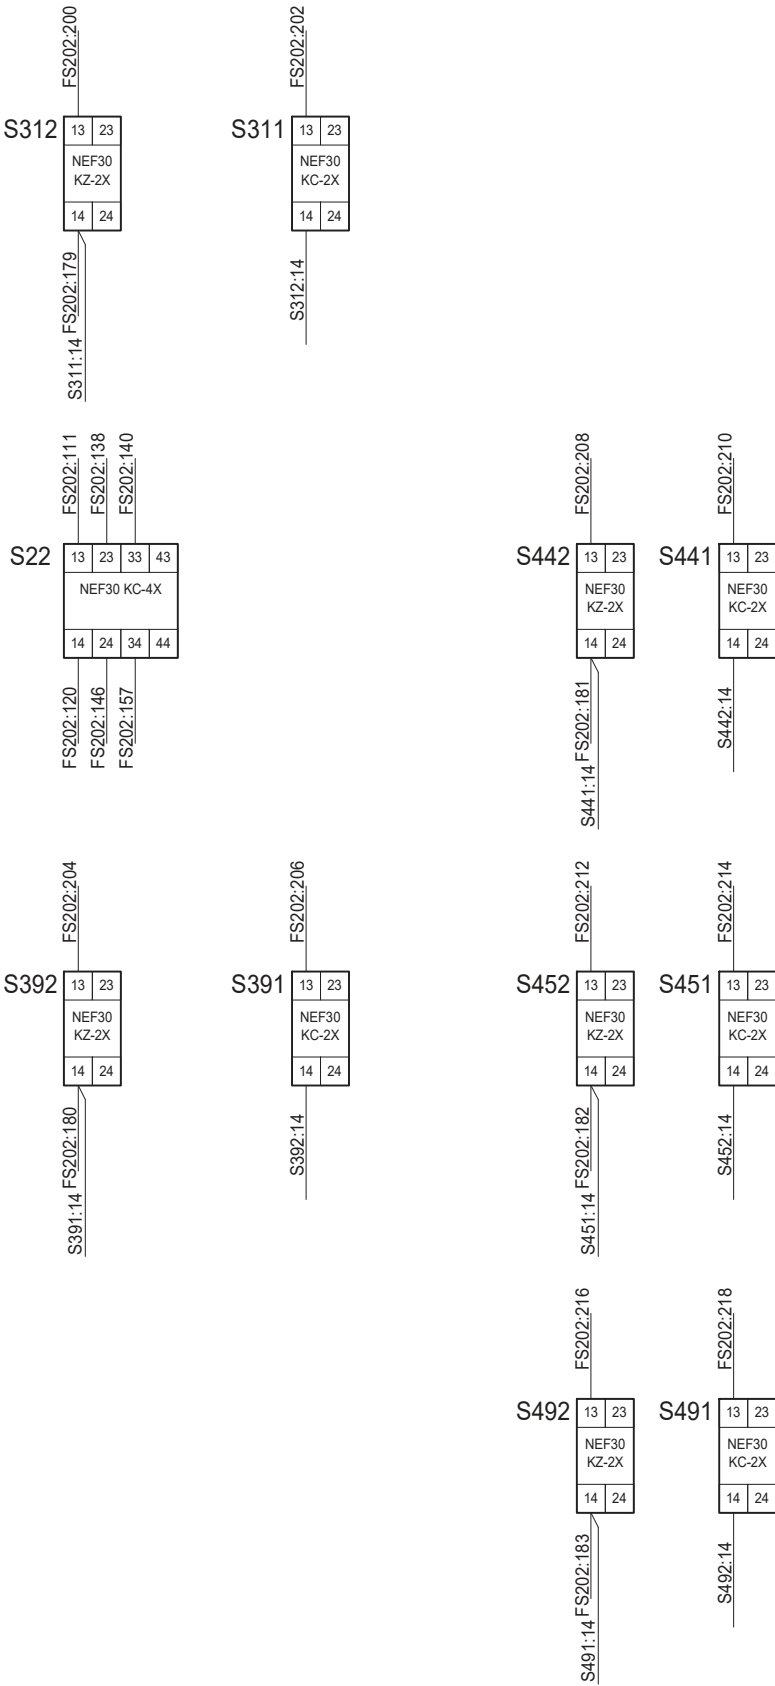 FS202:200
FS202:202
S312
13 23
NEF30
KZ-2X
14 24
S311
13 23
NEF30
KC-2X
14 24
FS202:179
S311:14
S312:14
FS202:111
FS202:138
FS202:140
FS202:208
FS202:210
S22
13 23 33 43
NEF30 KC-4X
14 24 34 44
S442
13 23
NEF30
KZ-2X
14 24
S441
13 23
NEF30
KC-2X
14 24
FS202:120
FS202:146
FS202:157
FS202:181
S441:14
S442:14
FS202:204
FS202:206
FS202:212
FS202:214
S392
13 23
NEF30
KZ-2X
14 24
S391
13 23
NEF30
KC-2X
14 24
S452
13 23
NEF30
KZ-2X
14 24
S451
13 23
NEF30
KC-2X
14 24
FS202:180
S391:14
S392:14
FS202:182
S451:14
S452:14
FS202:216
FS202:218
S492
13 23
NEF30
KZ-2X
14 24
S491
13 23
NEF30
KC-2X
14 24
FS202:183
S491:14
S492:14